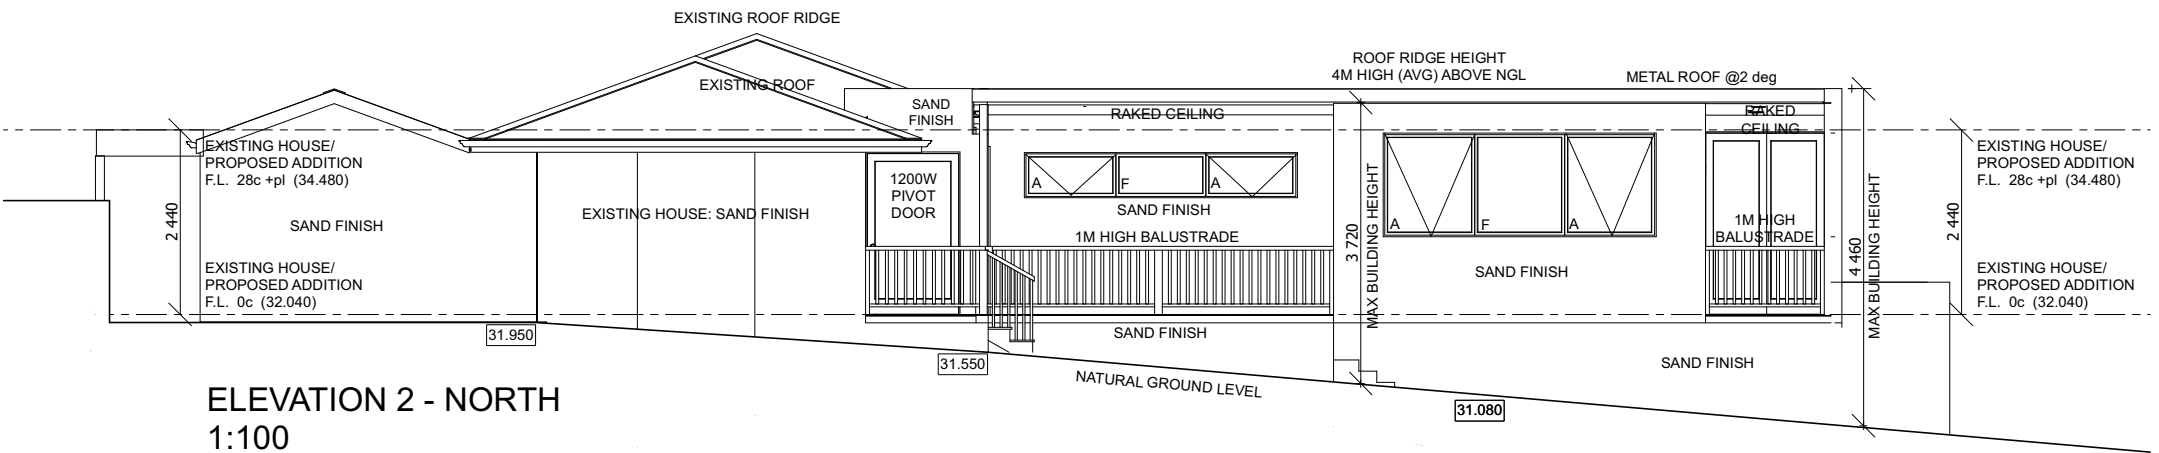 EXISTING ROOF RIDGE
EXISTING ROOF
ROOF RIDGE HEIGHT
4M HIGH (AVG) ABOVE NGL
METAL ROOF @2 deg
SAND
FINISH
RAKED CEILING
RAKED
CEILING
EXISTING HOUSE/
PROPOSED ADDITION
F.L. 28c +pl (34.480)
2 440
SAND FINISH
EXISTING HOUSE/
PROPOSED ADDITION
F.L. 0c (32.040)
EXISTING HOUSE: SAND FINISH
1200W
PIVOT
DOOR
A
F
A
SAND FINISH
1M HIGH BALUSTRADE
3 720
MAX BUILDING HEIGHT
A
F
A
SAND FINISH
1M HIGH
BALUSTRADE
4 460
MAX BUILDING HEIGHT
EXISTING HOUSE/
PROPOSED ADDITION
F.L. 28c +pl (34.480)
2 440
EXISTING HOUSE/
PROPOSED ADDITION
F.L. 0c (32.040)
31.950
31.550
SAND FINISH
SAND FINISH
NATURAL GROUND LEVEL
31.080
ELEVATION 2 - NORTH
1:100